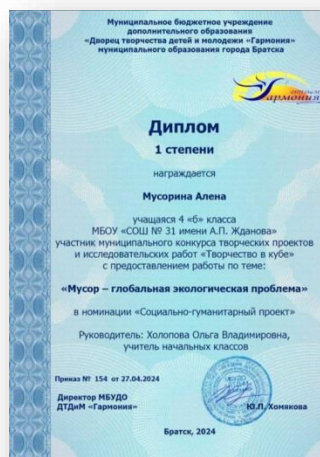 Муниципальное бюджетное учреждение
дополнительного образования
«Дворец творчества детей и молодежи «Гармония»
муниципального образования города Братска
Гармония
Диплом
1 степени
награждается
Мусорина Алена
учащаяся 4 «б» класса
МБОУ «СОШ № 31 имени А.П. Жданова»
участник муниципального конкурса творческих проектов
и исследовательских работ «Творчество в кубе»
с предоставлением работы по теме:
«Мусор – глобальная экологическая проблема»
в номинации «Социально-гуманитарный проект»
Руководитель: Холопова Ольга Владимировна,
учитель начальных классов
Приказ № 154 от 27.04.2024
Директор МБУДО
ДТДиМ «Гармония» Ю.П. Хомякова
Братск, 2024